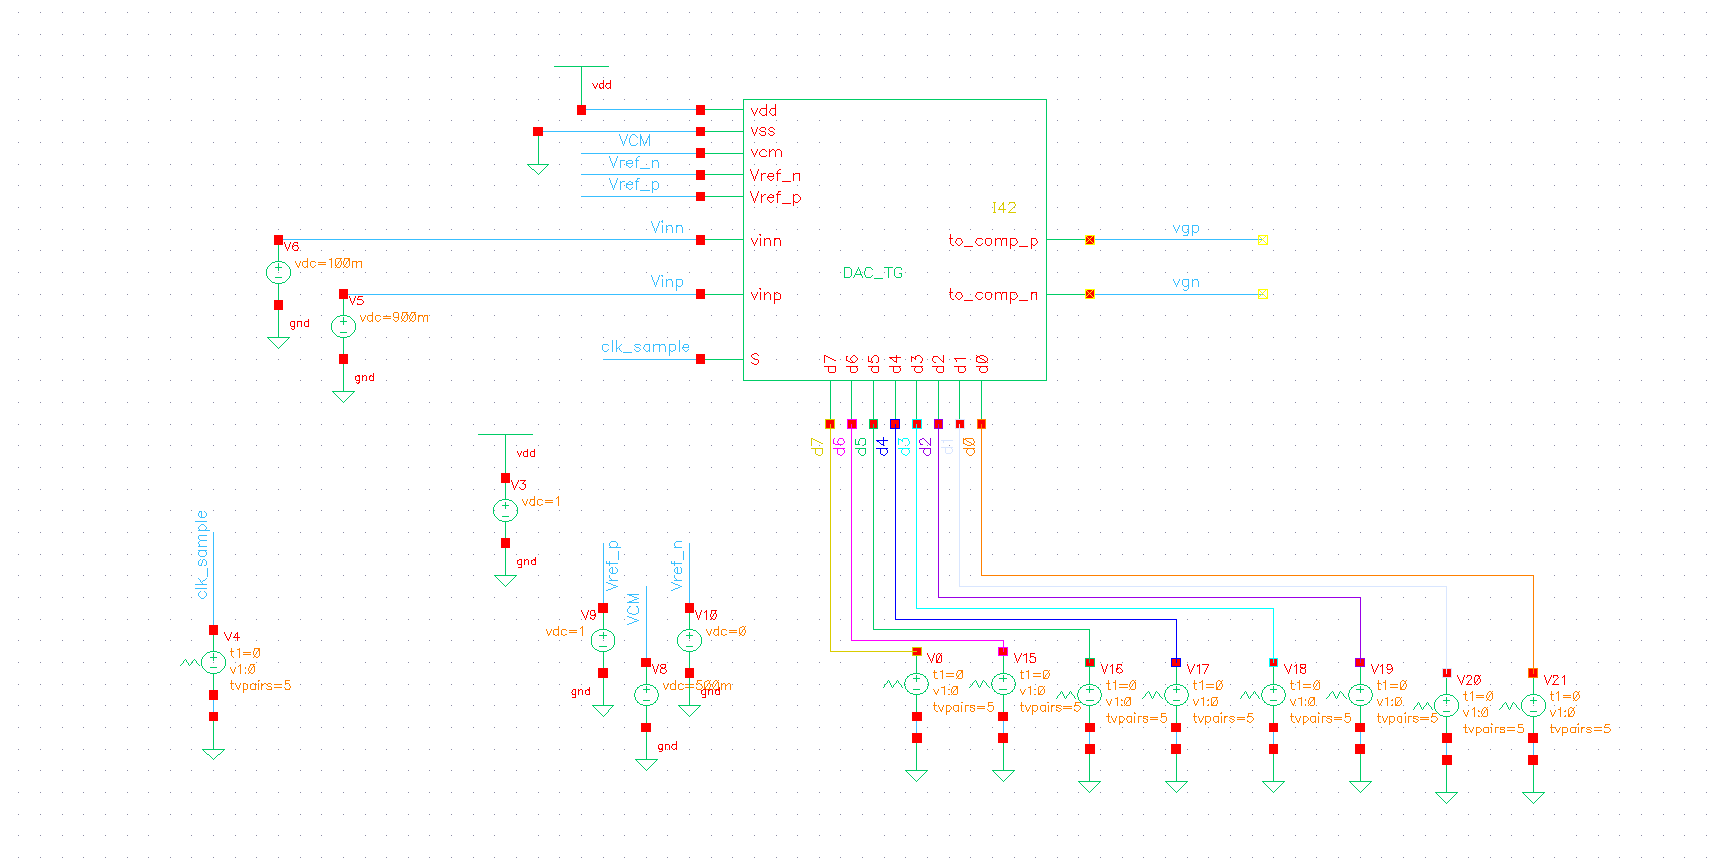 vdd
vdd
vss
VCM
vcm
Vref_n
Vref_n
Vref_p
Vref_p
I42
Vinn
vinn
to_comp_p
vgp
V6
vdc=100m
DAC_TG
Vinp
vinp
to_comp_n
vgn
V5
vdc=900m
gnd
clk_sample
S
d7
d6
d5
d4
d3
d2
d1
d0
gnd
d7
d6
d5
d4
d3
d2
d1
d0
vdd
V3
vdc=1
gnd
clk_sample
Vref_p
Vref_n
VCM
V9
vdc=1
V10
vdc=0
gnd
gnd
V8
vdc=500m
gnd
V4
t1=0
v1:0
tvpairs=5
V0
t1=0
v1:0
tvpairs=5
V15
t1=0
v1:0
tvpairs=5
V16
t1=0
v1:0
tvpairs=5
V17
t1=0
v1:0
tvpairs=5
V18
t1=0
v1:0
tvpairs=5
V19
t1=0
v1:0
tvpairs=5
V20
t1=0
v1:0
tvpairs=5
V21
t1=0
v1:0
tvpairs=5